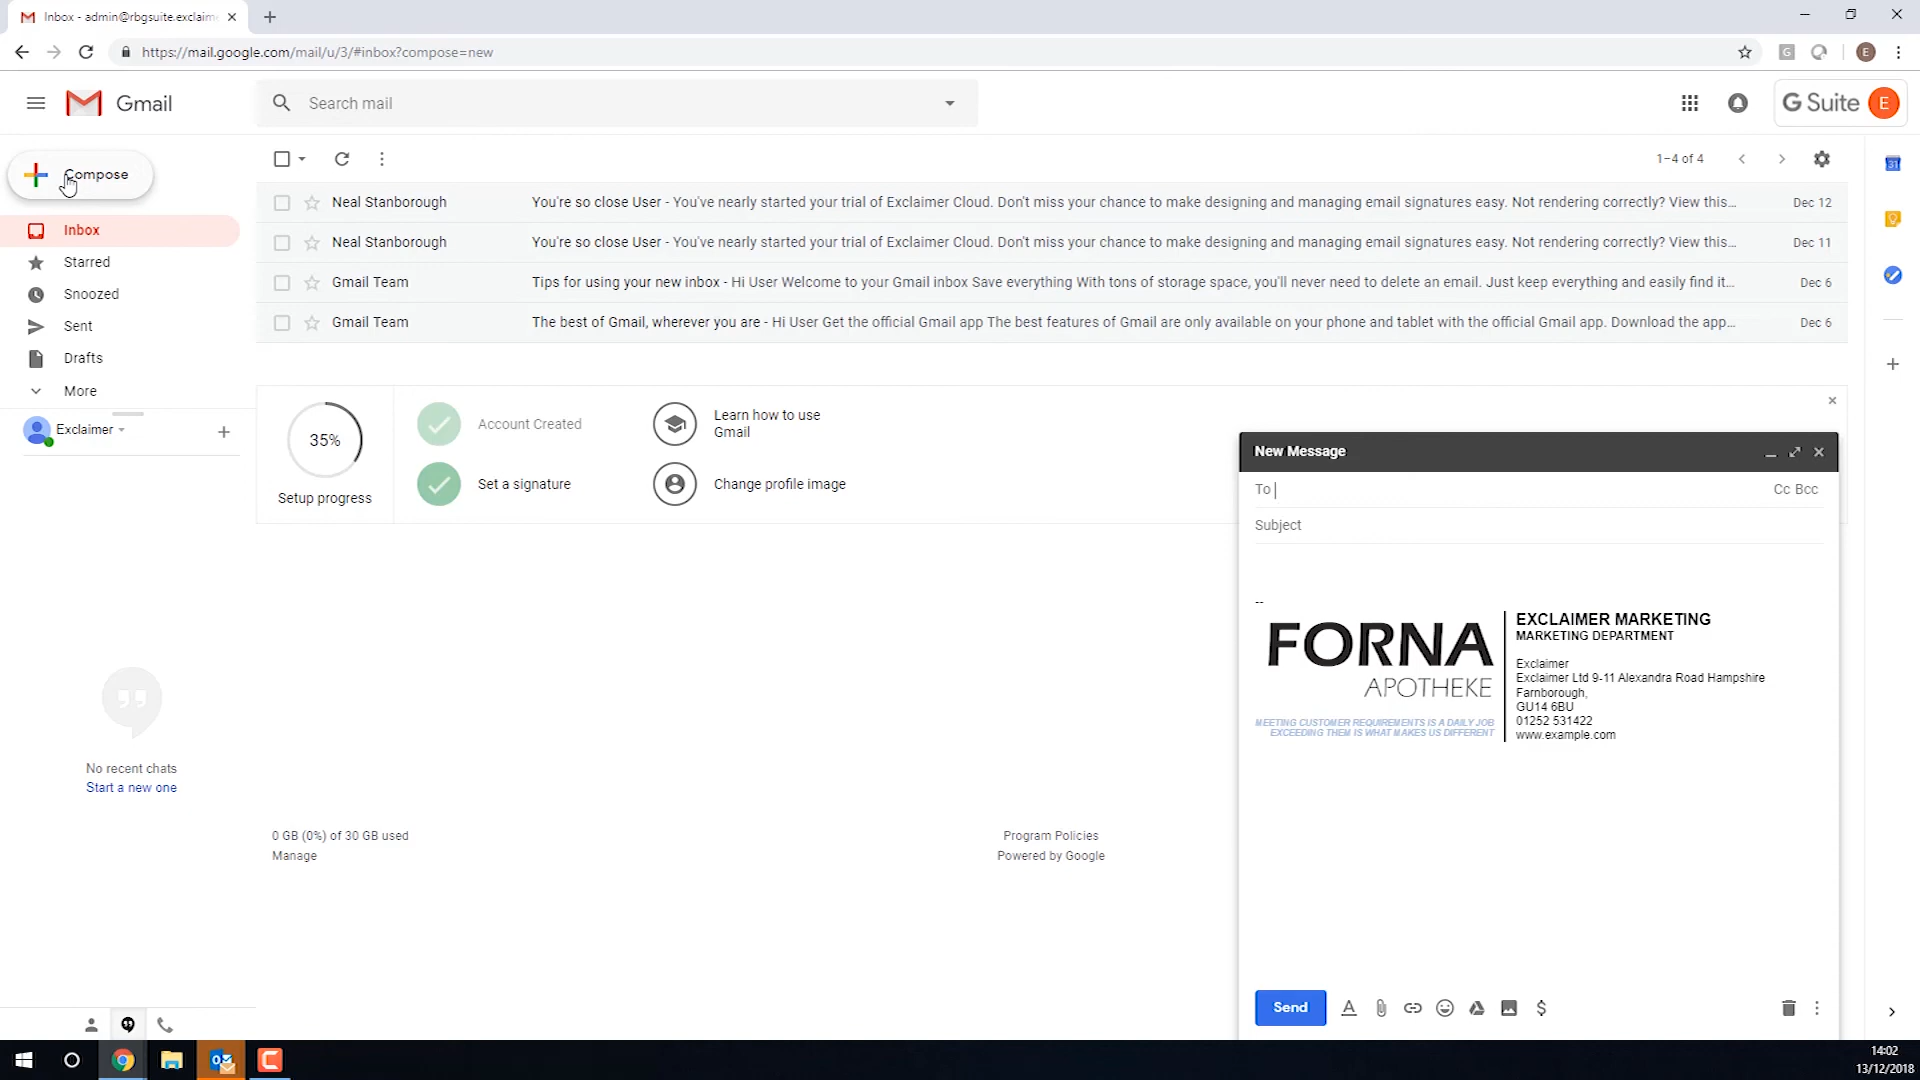 Inbox - admin@rbgsuite.exclaim
https://mail.google.com/mail/u/3/#inbox?compose=new
G
E
Gmail
Search mail
G Suite
E
Compose
1–4 of 4
31
Inbox
Starred
Snoozed
Sent
Drafts
More
Exclaimer
Neal Stanborough You're so close User - You've nearly started your trial of Exclaimer Cloud. Don't miss your chance to make designing and managing email signatures easy. Not rendering correctly? View this... Dec 12
Neal Stanborough You're so close User - You've nearly started your trial of Exclaimer Cloud. Don't miss your chance to make designing and managing email signatures easy. Not rendering correctly? View this... Dec 11
Gmail Team Tips for using your new inbox - Hi User Welcome to your Gmail inbox Save everything With tons of storage space, you'll never need to delete an email. Just keep everything and easily find it... Dec 6
Gmail Team The best of Gmail, wherever you are - Hi User Get the official Gmail app The best features of Gmail are only available on your phone and tablet with the official Gmail app. Download the app... Dec 6
35%
Setup progress
Account Created
Set a signature
Learn how to use
Gmail
Change profile image
New Message
To
Cc Bcc
Subject
--
FORNA
APOTHEKE
MEETING CUSTOMER REQUIREMENTS IS A DAILY JOB
EXCEEDING THEM IS WHAT MAKES US DIFFERENT
EXCLAIMER MARKETING
MARKETING DEPARTMENT
Exclaimer
Exclaimer Ltd 9-11 Alexandra Road Hampshire
Farnborough,
GU14 6BU
01252 531422
www.example.com
Send
No recent chats
Start a new one
0 GB (0%) of 30 GB used
Manage
Program Policies
Powered by Google
14:02
13/12/2018